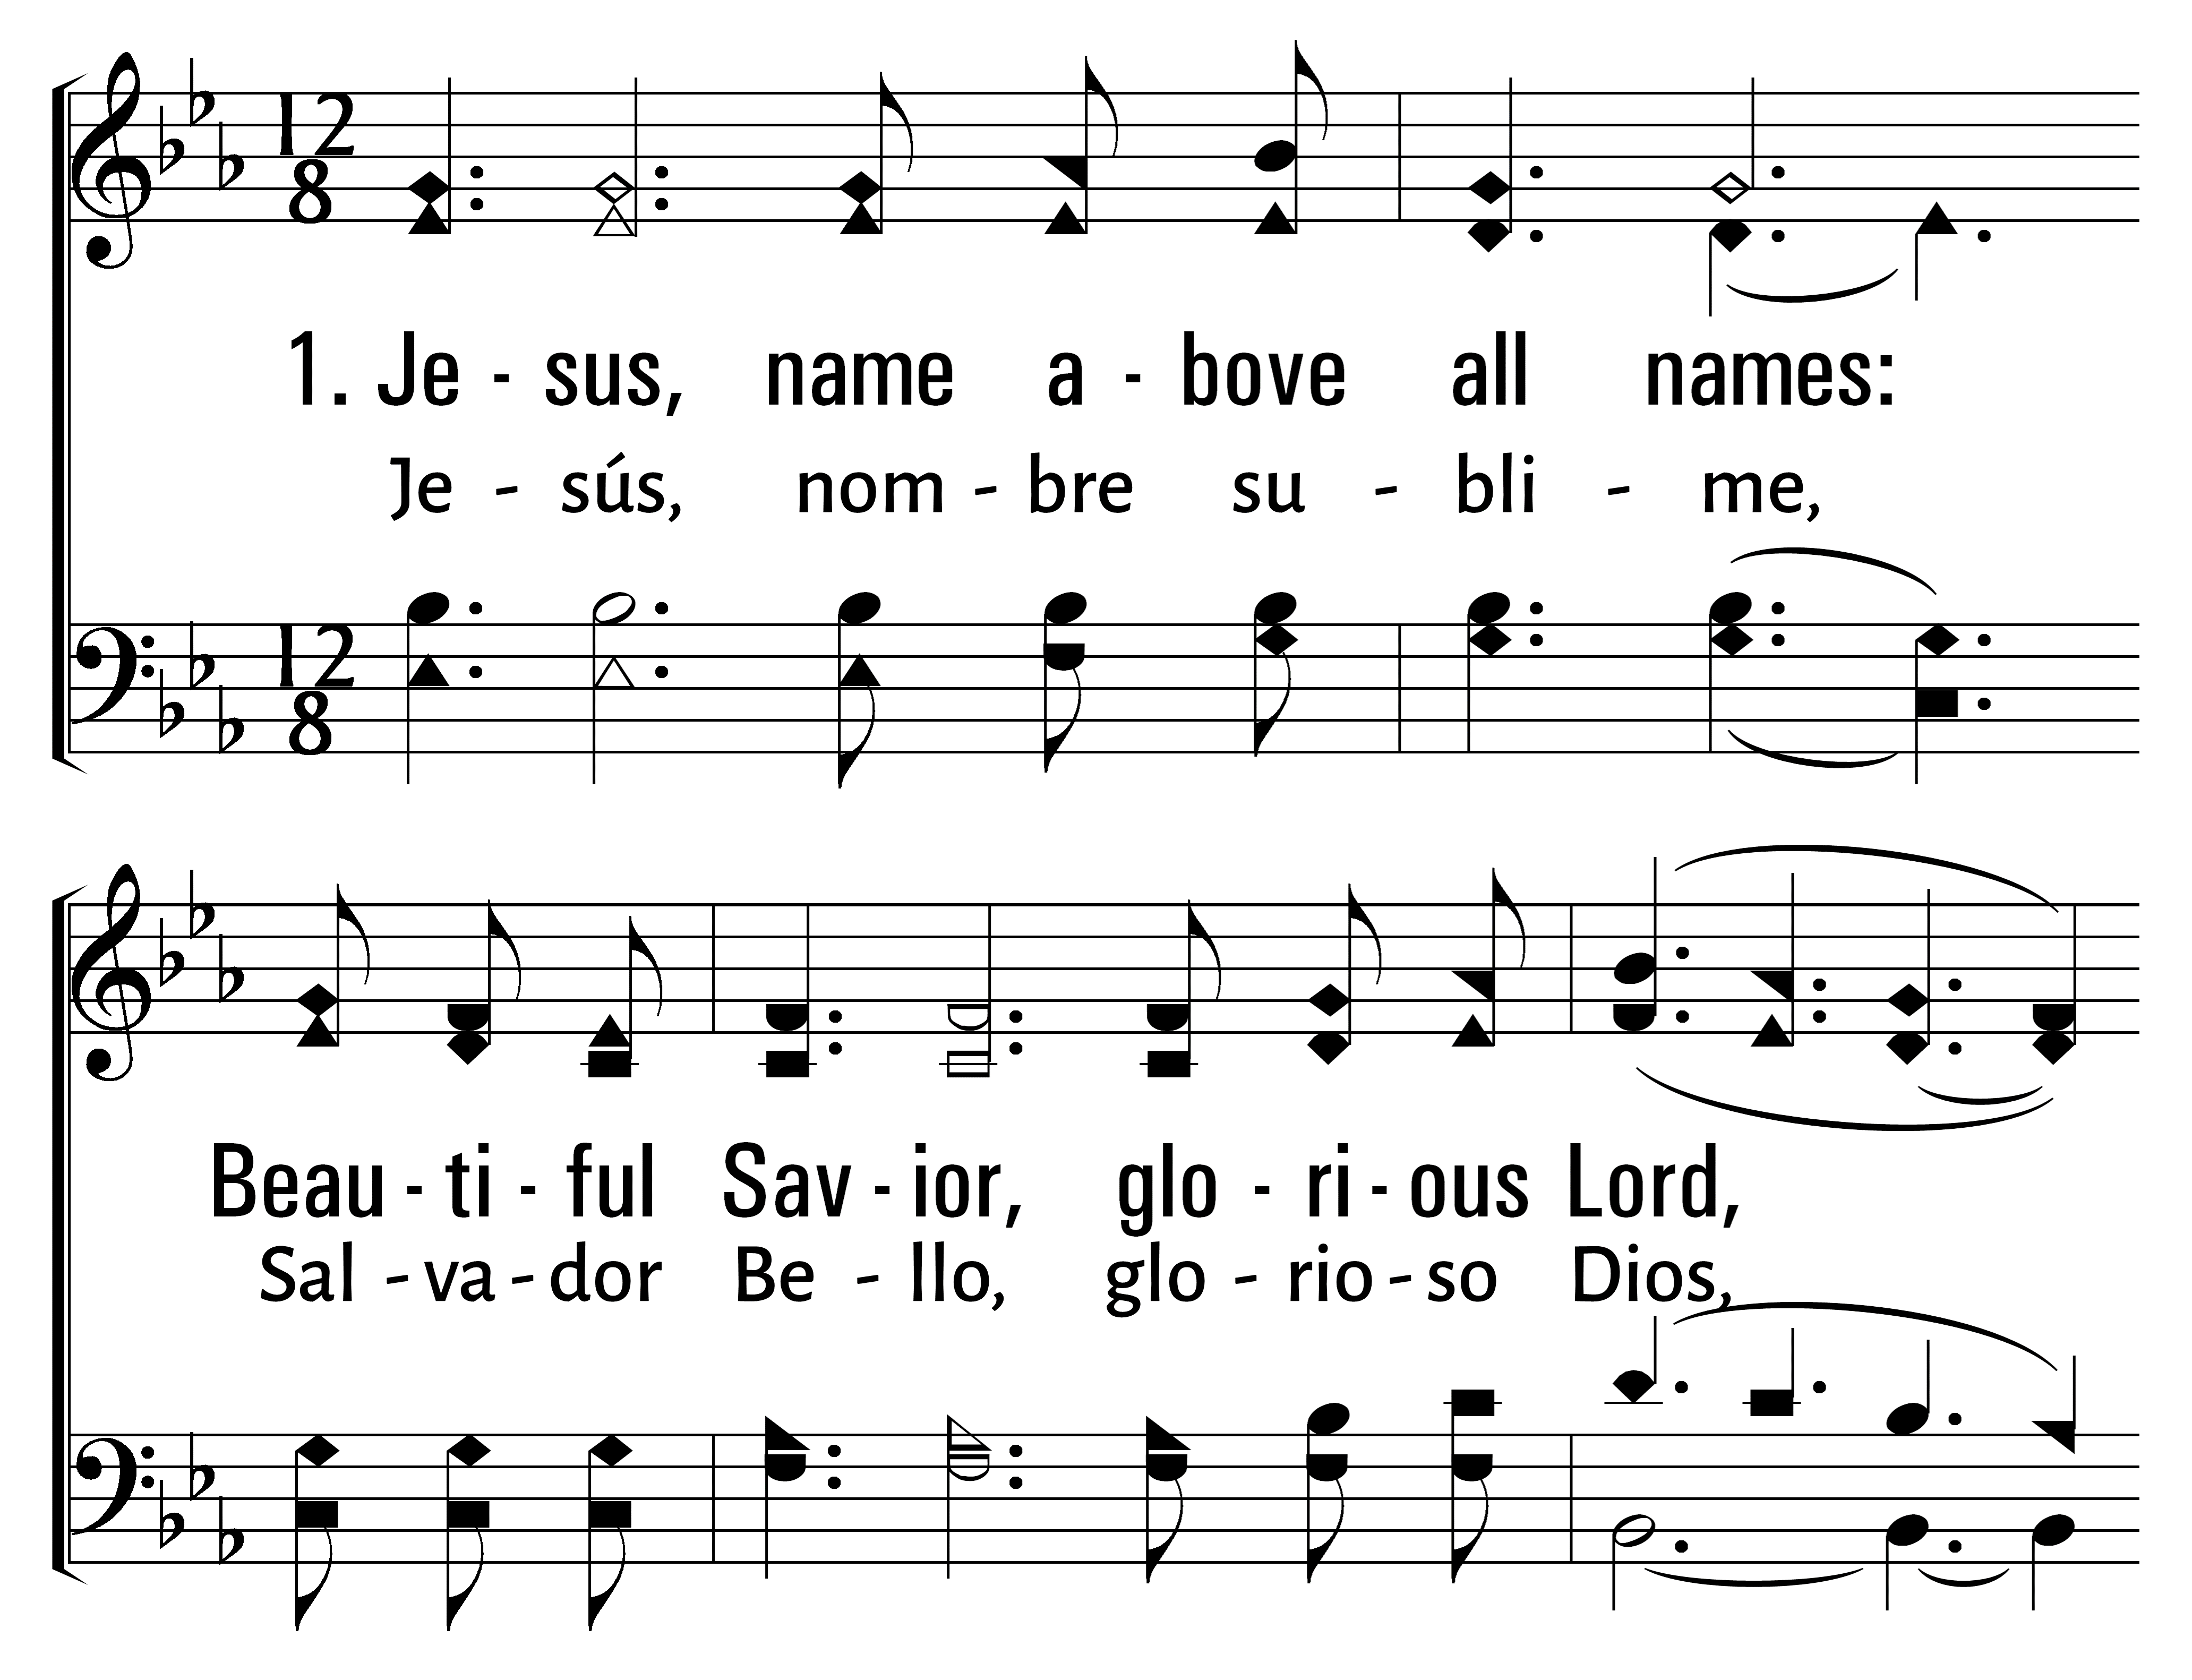 12
8
1. Je - sus, name a - bove all names:
Je - sús, nom - bre su - bli - me,
12
8
Beau - ti - ful Sav - ior, glo - ri - ous Lord,
Sal - va - dor Be - llo, glo - rio - so Dios,